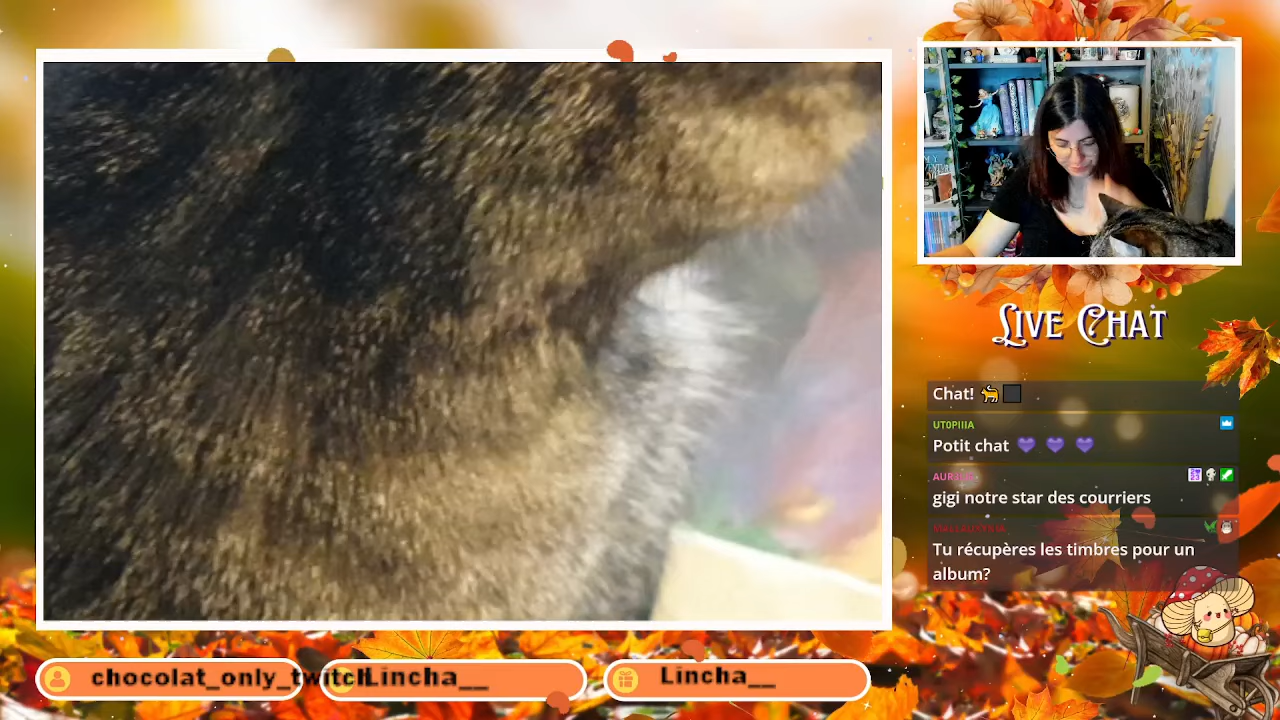 LIVE CHAT
Chat!
UT0PIIIA
Potit chat
gigi notre star des courriers
Tu récupères les timbres pour un
album?
chocolat_only_twitch
Lincha__
Lincha__